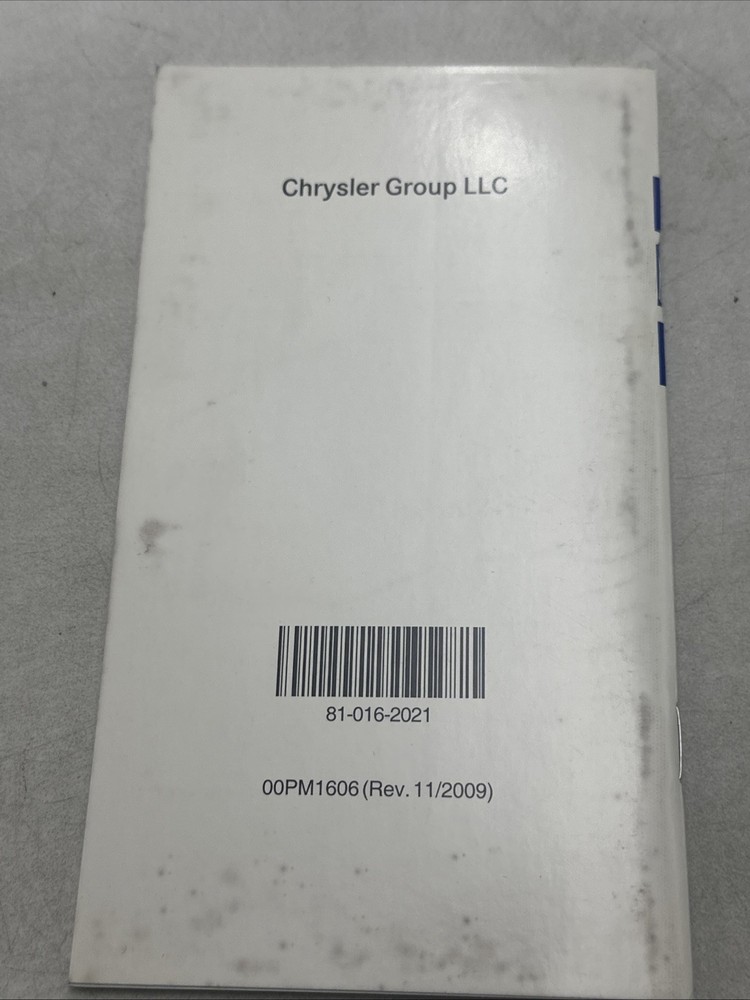 Chrysler Group LLC
81-016-2021
00PM1606 (Rev. 11/2009)